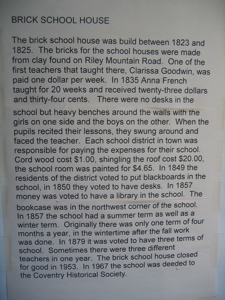 BRICK SCHOOL HOUSE
The brick school house was build between 1823 and
1825. The bricks for the school houses were made
from clay found on Riley Mountain Road. One of the
first teachers that taught there, Clarissa Goodwin, was
paid one dollar per week. In 1835 Anna French
taught for 20 weeks and received twenty-three dollars
and thirty-four cents. There were no desks in the
school but heavy benches around the walls with the
girls on one side and the boys on the other. When the
pupils recited their lessons, they swung around and
faced the teacher. Each school district in town was
responsible for paying the expenses for their school.
Cord wood cost $1.00, shingling the roof cost $20.00,
the school room was painted for $4.65. In 1849 the
residents of the district voted to put blackboards in the
school, in 1850 they voted to have desks. In 1857
money was voted to have a library in the school. The
bookcase was in the northwest corner of the school.
In 1857 the school had a summer term as well as a
winter term. Originally there was only one term of four
months a year, in wintertime after the fall work
was done. In 1879 it was voted to have three terms of
school. Sometimes there were three different
teachers in one year. The brick school house closed
for good in 1953. In 1967 the school was deeded to
the Coventry Historical Society.